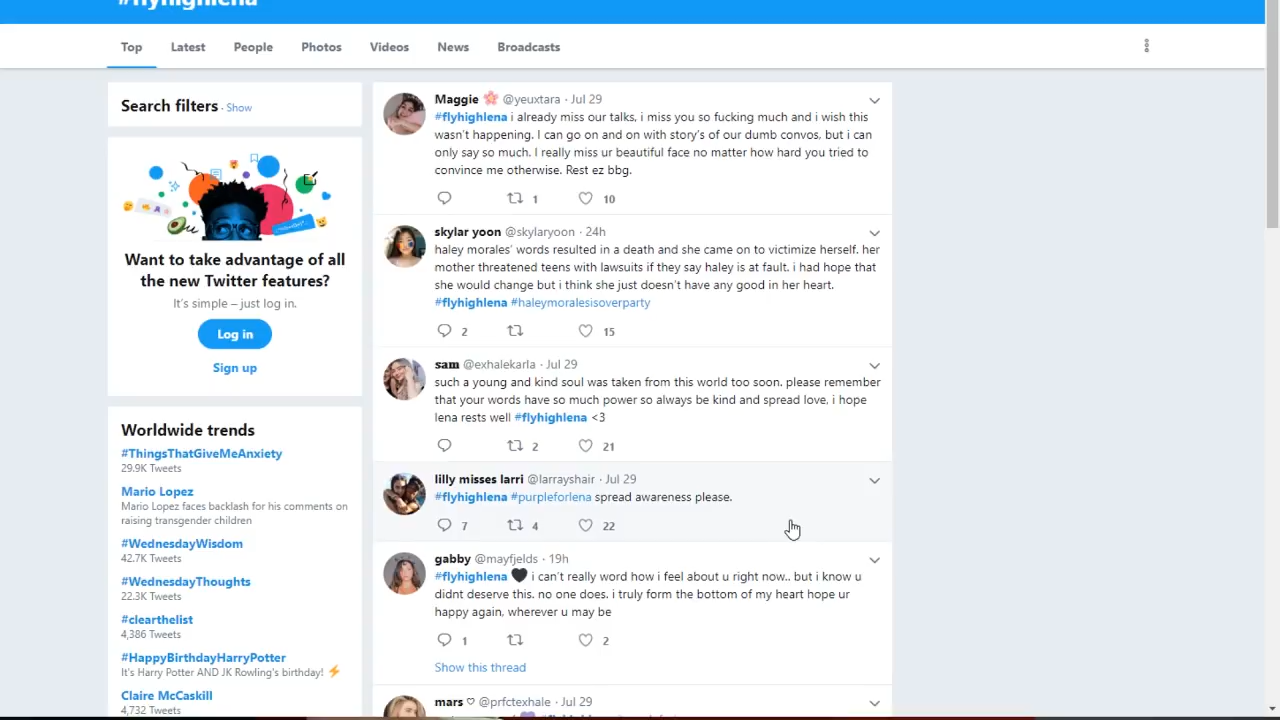 #flyhighlena
Top Latest People Photos Videos News Broadcasts
Search filters · Show
Want to take advantage of all
the new Twitter features?
It's simple – just log in.
Log in
Sign up
Worldwide trends
#ThingsThatGiveMeAnxiety
29.9K Tweets
Mario Lopez
Mario Lopez faces backlash for his comments on
raising transgender children
#WednesdayWisdom
42.7K Tweets
#WednesdayThoughts
22.3K Tweets
#clearthelist
4,386 Tweets
#HappyBirthdayHarryPotter
It's Harry Potter AND JK Rowling's birthday! ⚡
Claire McCaskill
4,732 Tweets
Maggie 🌸 @yeuxtara · Jul 29
#flyhighlena i already miss our talks, i miss you so fucking much and i wish this
wasn't happening. I can go on and on with story's of our dumb convos, but i can
only say so much. I really miss ur beautiful face no matter how hard you tried to
convince me otherwise. Rest ez bbg.
1 10
skylar yoon @skylaryoon · 24h
haley morales' words resulted in a death and she came on to victimize herself. her
mother threatened teens with lawsuits if they say haley is at fault. i had hope that
she would change but i think she just doesn't have any good in her heart.
#flyhighlena #haleymoralesisoverparty
2 15
sam @exhalekarla · Jul 29
such a young and kind soul was taken from this world too soon. please remember
that your words have so much power so always be kind and spread love, i hope
lena rests well #flyhighlena <3
2 21
lilly misses larri @larrayshair · Jul 29
#flyhighlena #purpleforlena spread awareness please.
7 4 22
gabby @mayfjelds · 19h
#flyhighlena 🖤 i can't really word how i feel about u right now.. but i know u
didnt deserve this. no one does. i truly form the bottom of my heart hope ur
happy again, wherever u may be
1 2
Show this thread
mars ♡ @prfctexhale · Jul 29